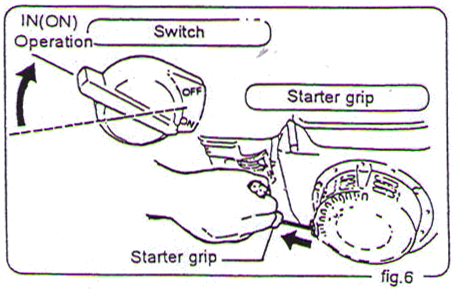 IN(ON)
Operation
Switch
OFF
ON
Starter grip
Starter grip
fig.6